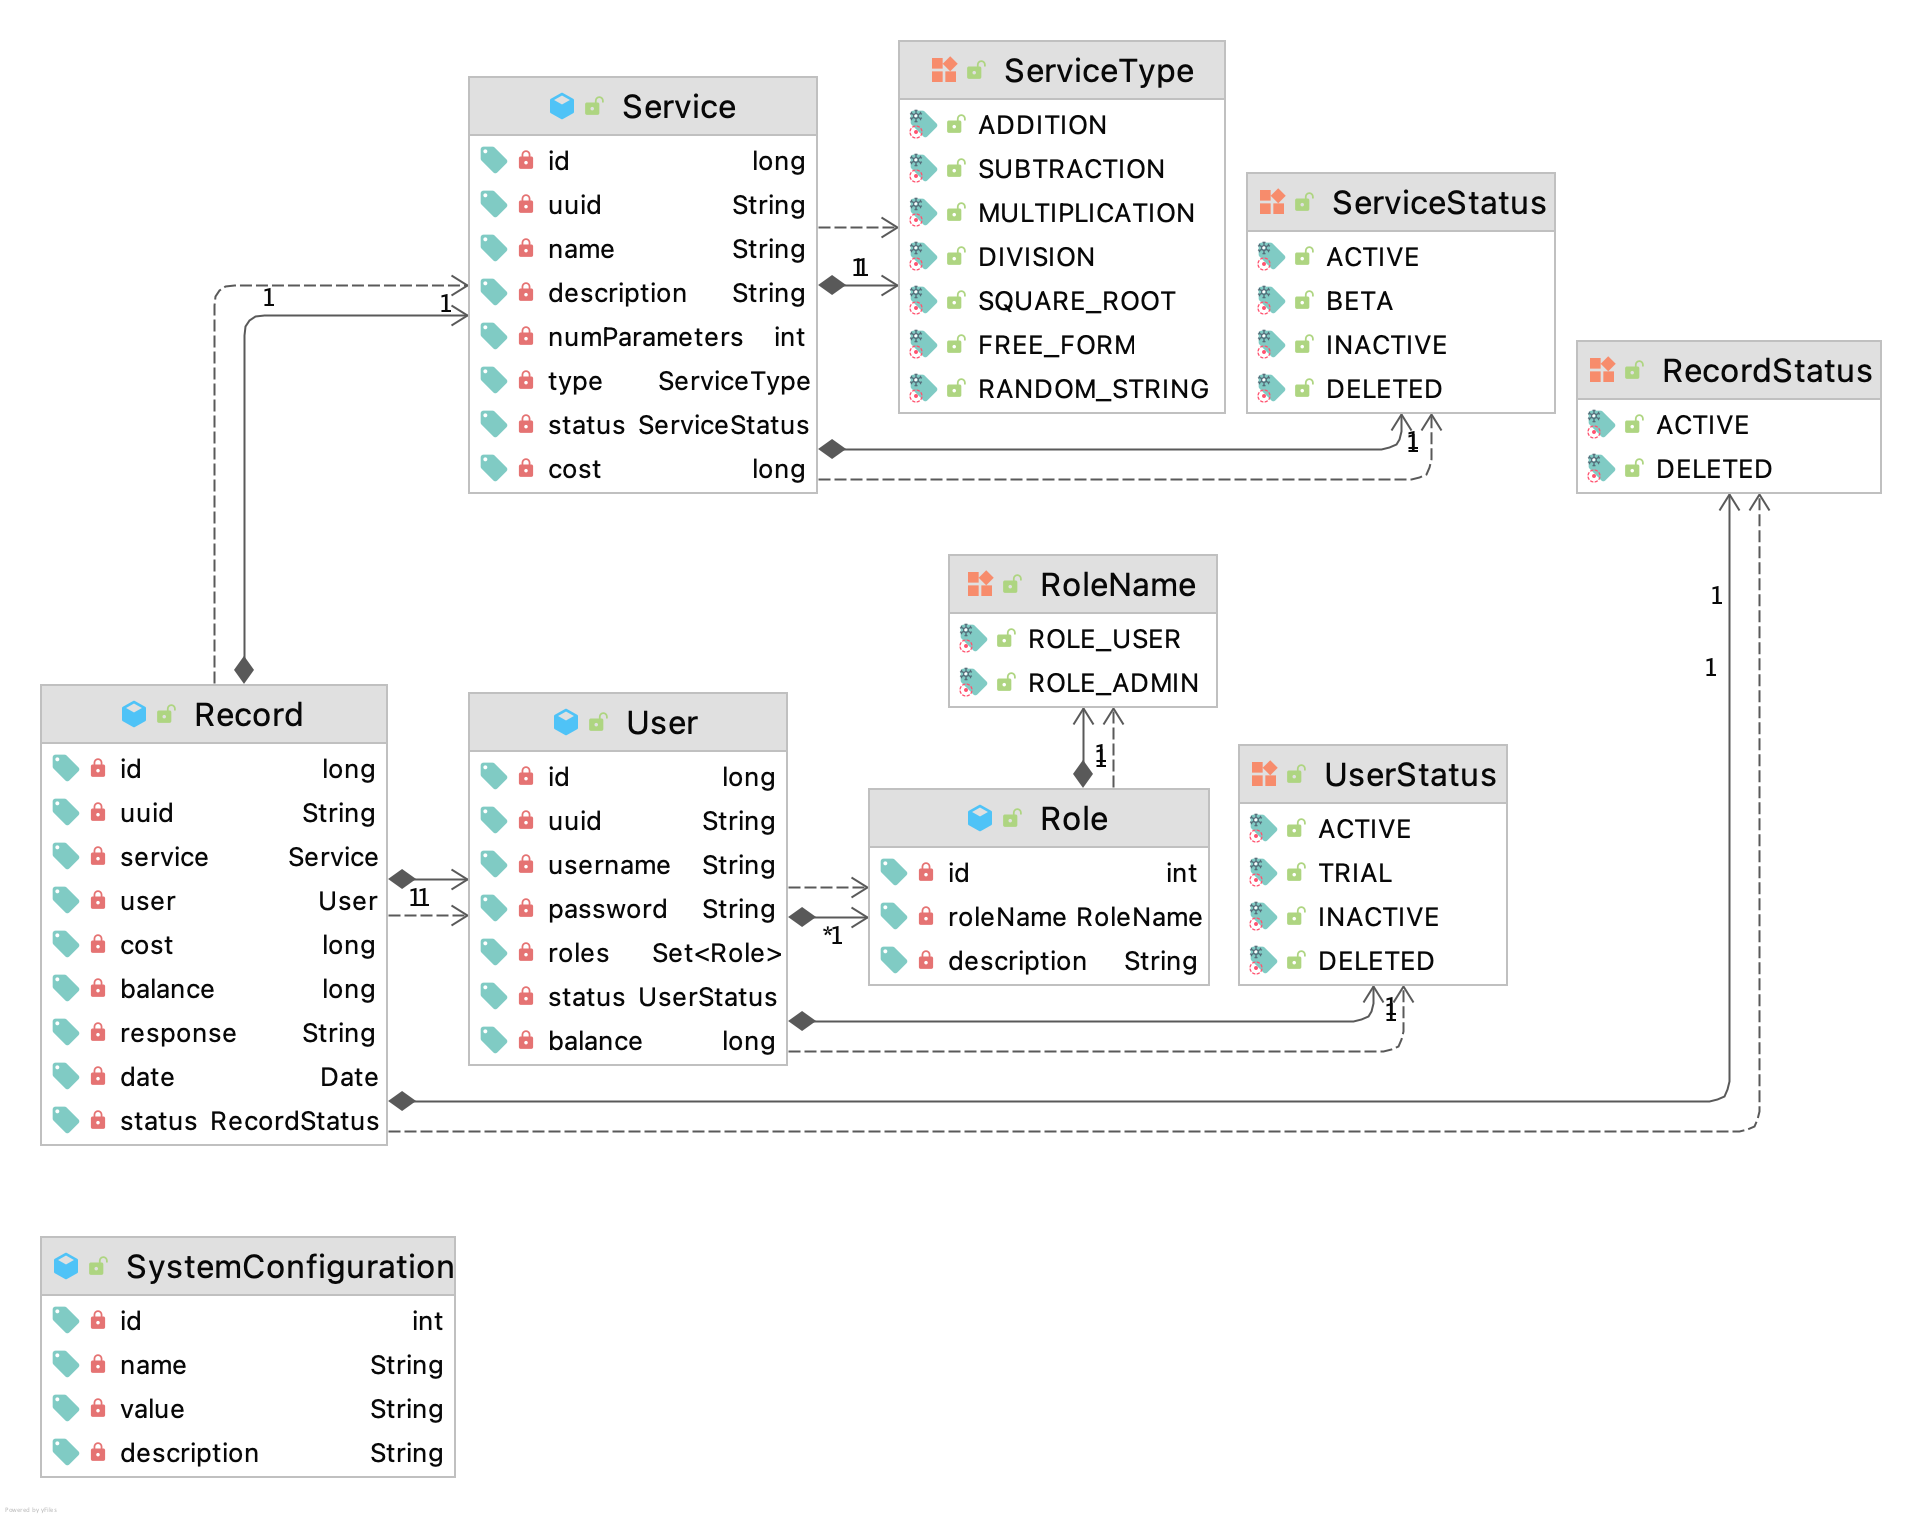 Service
id long
uuid String
name String
description String
numParameters int
type ServiceType
status ServiceStatus
cost long
ServiceType
ADDITION
SUBTRACTION
MULTIPLICATION
DIVISION
SQUARE_ROOT
FREE_FORM
RANDOM_STRING
ServiceStatus
ACTIVE
BETA
INACTIVE
DELETED
RecordStatus
ACTIVE
DELETED
RoleName
ROLE_USER
ROLE_ADMIN
Record
id long
uuid String
service Service
user User
cost long
balance long
response String
date Date
status RecordStatus
User
id long
uuid String
username String
password String
roles Set<Role>
status UserStatus
balance long
Role
id int
roleName RoleName
description String
UserStatus
ACTIVE
TRIAL
INACTIVE
DELETED
SystemConfiguration
id int
name String
value String
description String
1
1
1
1
1
1
1
1
1
1
1
1
*
1
1
1
Powered by yFiles